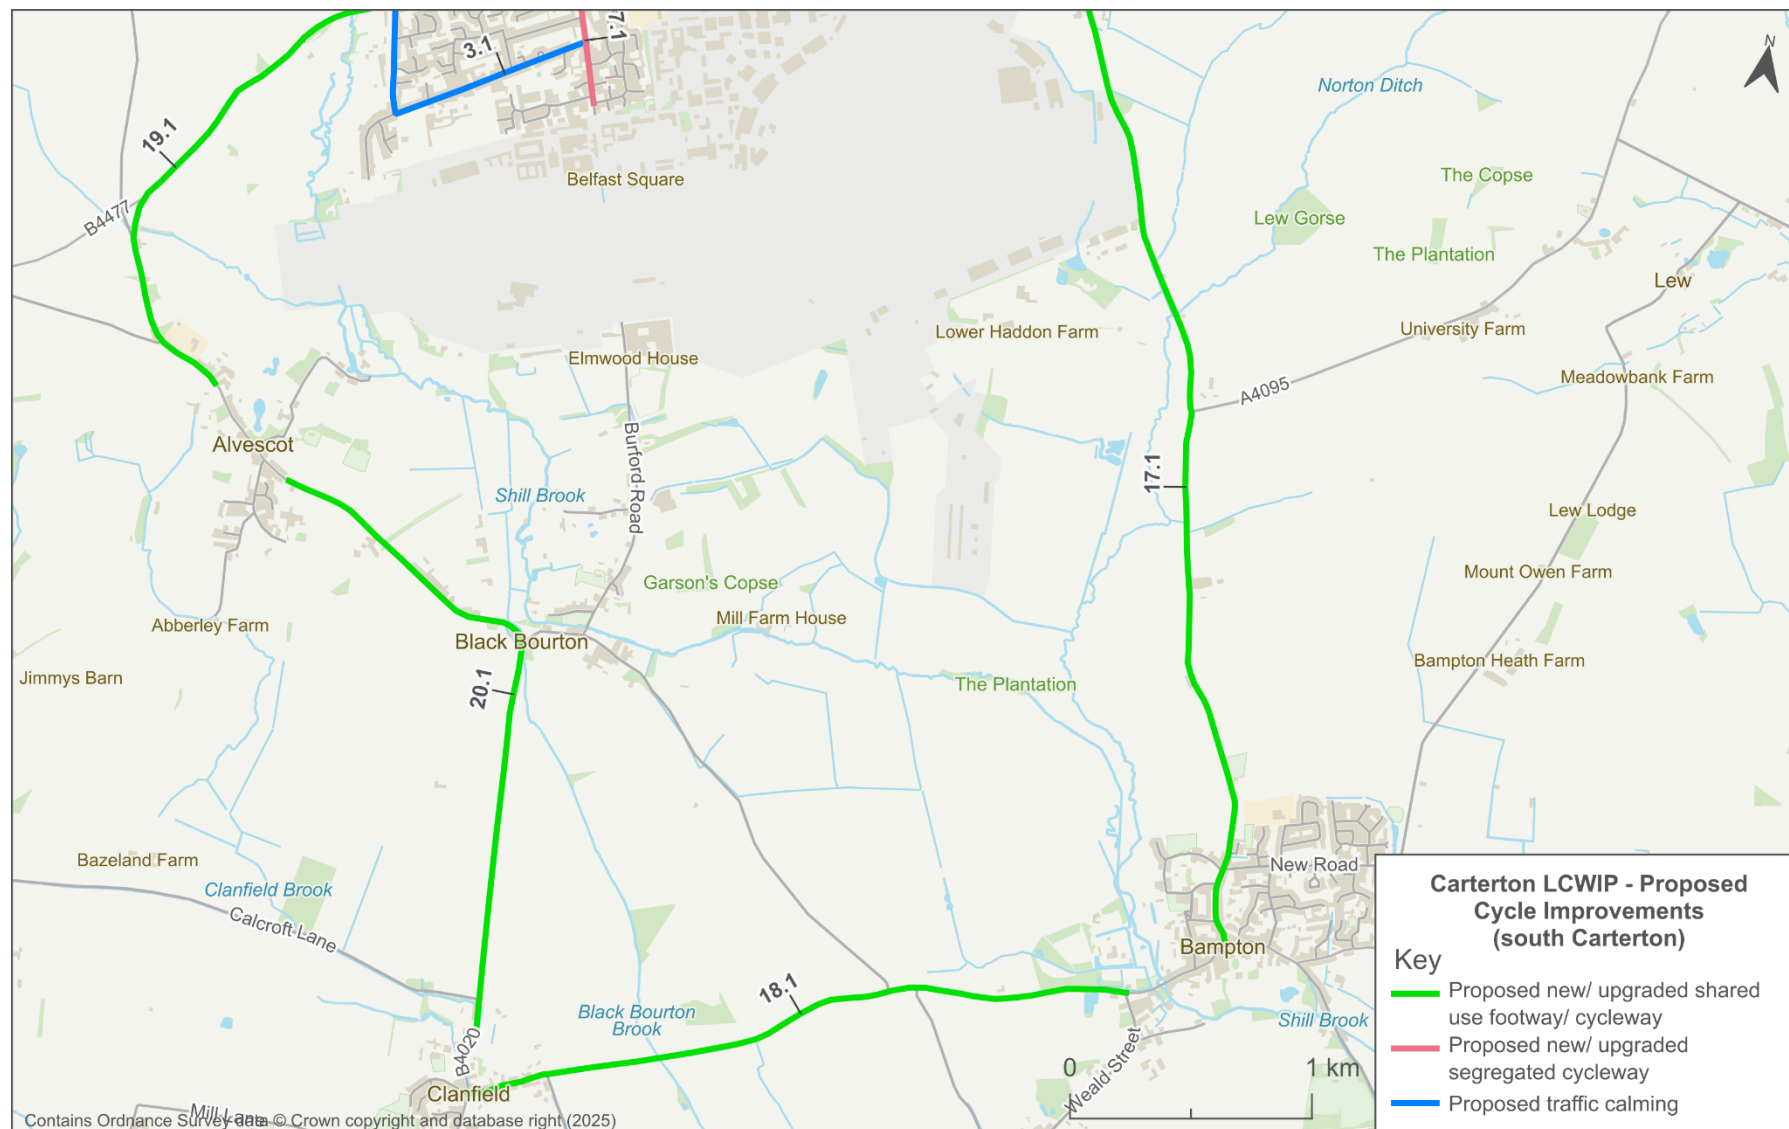 7.1
3.1
N
Norton Ditch
19.1
Belfast Square
The Copse
B4477
Lew Gorse
The Plantation
Lew
Lower Haddon Farm
University Farm
Elmwood House
Meadowbank Farm
A4095
Alvescot
Burford Road
17.1
Shill Brook
Lew Lodge
Garson's Copse
Mount Owen Farm
Mill Farm House
Abberley Farm
Black Bourton
Bampton Heath Farm
Jimmys Barn
20.1
The Plantation
Bazeland Farm
New Road
Clanfield Brook
Calcroft Lane
Bampton
18.1
Black Bourton
Brook
Shill Brook
B4020
Weald Street
Clanfield
Mill Lane
0 1 km
Carterton LCWIP - Proposed
Cycle Improvements
(south Carterton)
Key
Proposed new/ upgraded shared
use footway/ cycleway
Proposed new/ upgraded
segregated cycleway
Proposed traffic calming
Contains Ordnance Survey data © Crown copyright and database right (2025)